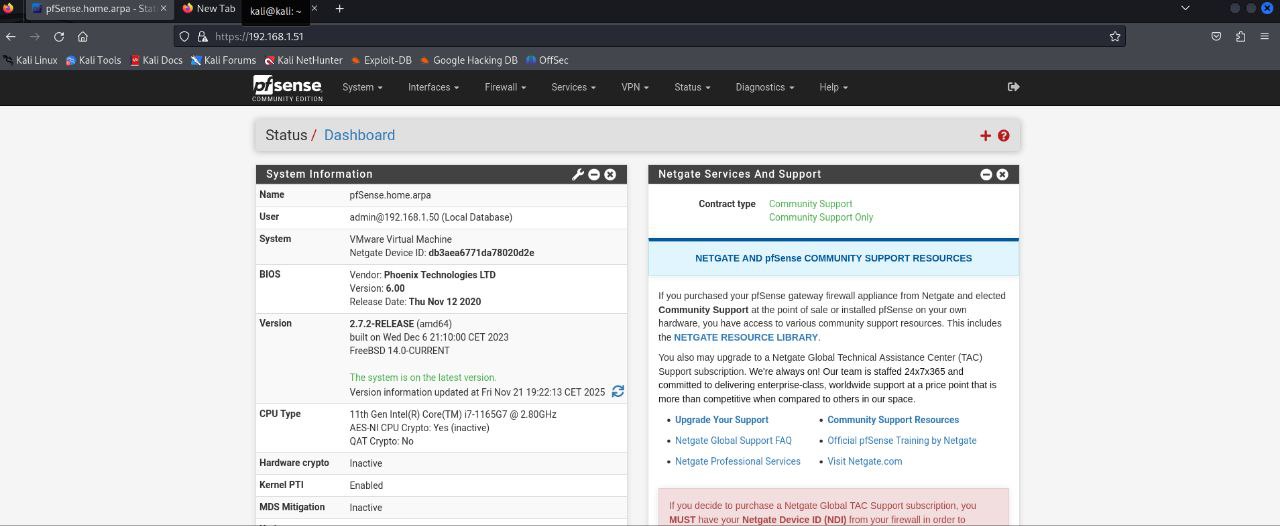 pfSense.home.arpa - Stat
New Tab
kali@kali: ~
https://192.168.1.51
Kali Linux Kali Tools Kali Docs Kali Forums Kali NetHunter Exploit-DB Google Hacking DB OffSec
pfsense
COMMUNITY EDITION
System Interfaces Firewall Services VPN Status Diagnostics Help
Status / Dashboard
System Information
Name pfSense.home.arpa
User admin@192.168.1.50 (Local Database)
System VMware Virtual Machine
Netgate Device ID: db3aea6771da78020d2e
BIOS Vendor: Phoenix Technologies LTD
Version: 6.00
Release Date: Thu Nov 12 2020
Version 2.7.2-RELEASE (amd64)
built on Wed Dec 6 21:10:00 CET 2023
FreeBSD 14.0-CURRENT
The system is on the latest version.
Version information updated at Fri Nov 21 19:22:13 CET 2025
CPU Type 11th Gen Intel(R) Core(TM) i7-1165G7 @ 2.80GHz
AES-NI CPU Crypto: Yes (inactive)
QAT Crypto: No
Hardware crypto Inactive
Kernel PTI Enabled
MDS Mitigation Inactive
Netgate Services And Support
Contract type Community Support
Community Support Only
NETGATE AND pfSense COMMUNITY SUPPORT RESOURCES
If you purchased your pfSense gateway firewall appliance from Netgate and elected
Community Support at the point of sale or installed pfSense on your own
hardware, you have access to various community support resources. This includes
the NETGATE RESOURCE LIBRARY.
You also may upgrade to a Netgate Global Technical Assistance Center (TAC)
Support subscription. We're always on! Our team is staffed 24x7x365 and
committed to delivering enterprise-class, worldwide support at a price point that is
more than competitive when compared to others in our space.
• Upgrade Your Support • Community Support Resources
• Netgate Global Support FAQ • Official pfSense Training by Netgate
• Netgate Professional Services • Visit Netgate.com
If you decide to purchase a Netgate Global TAC Support subscription, you
MUST have your Netgate Device ID (NDI) from your firewall in order to